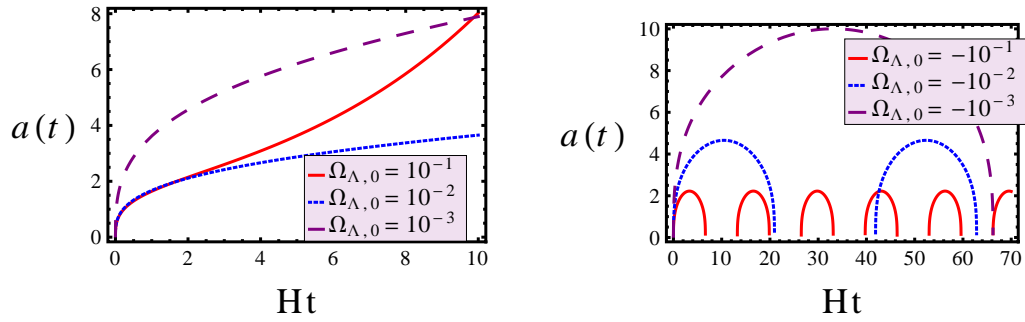 8
6
4
2
0
a(t)
Ω_{Λ,0} = 10^{-1}
Ω_{Λ,0} = 10^{-2}
Ω_{Λ,0} = 10^{-3}
0 2 4 6 8 10
Ht
10
8
6
4
2
0
a(t)
Ω_{Λ,0} = −10^{-1}
Ω_{Λ,0} = −10^{-2}
Ω_{Λ,0} = −10^{-3}
0 10 20 30 40 50 60 70
Ht